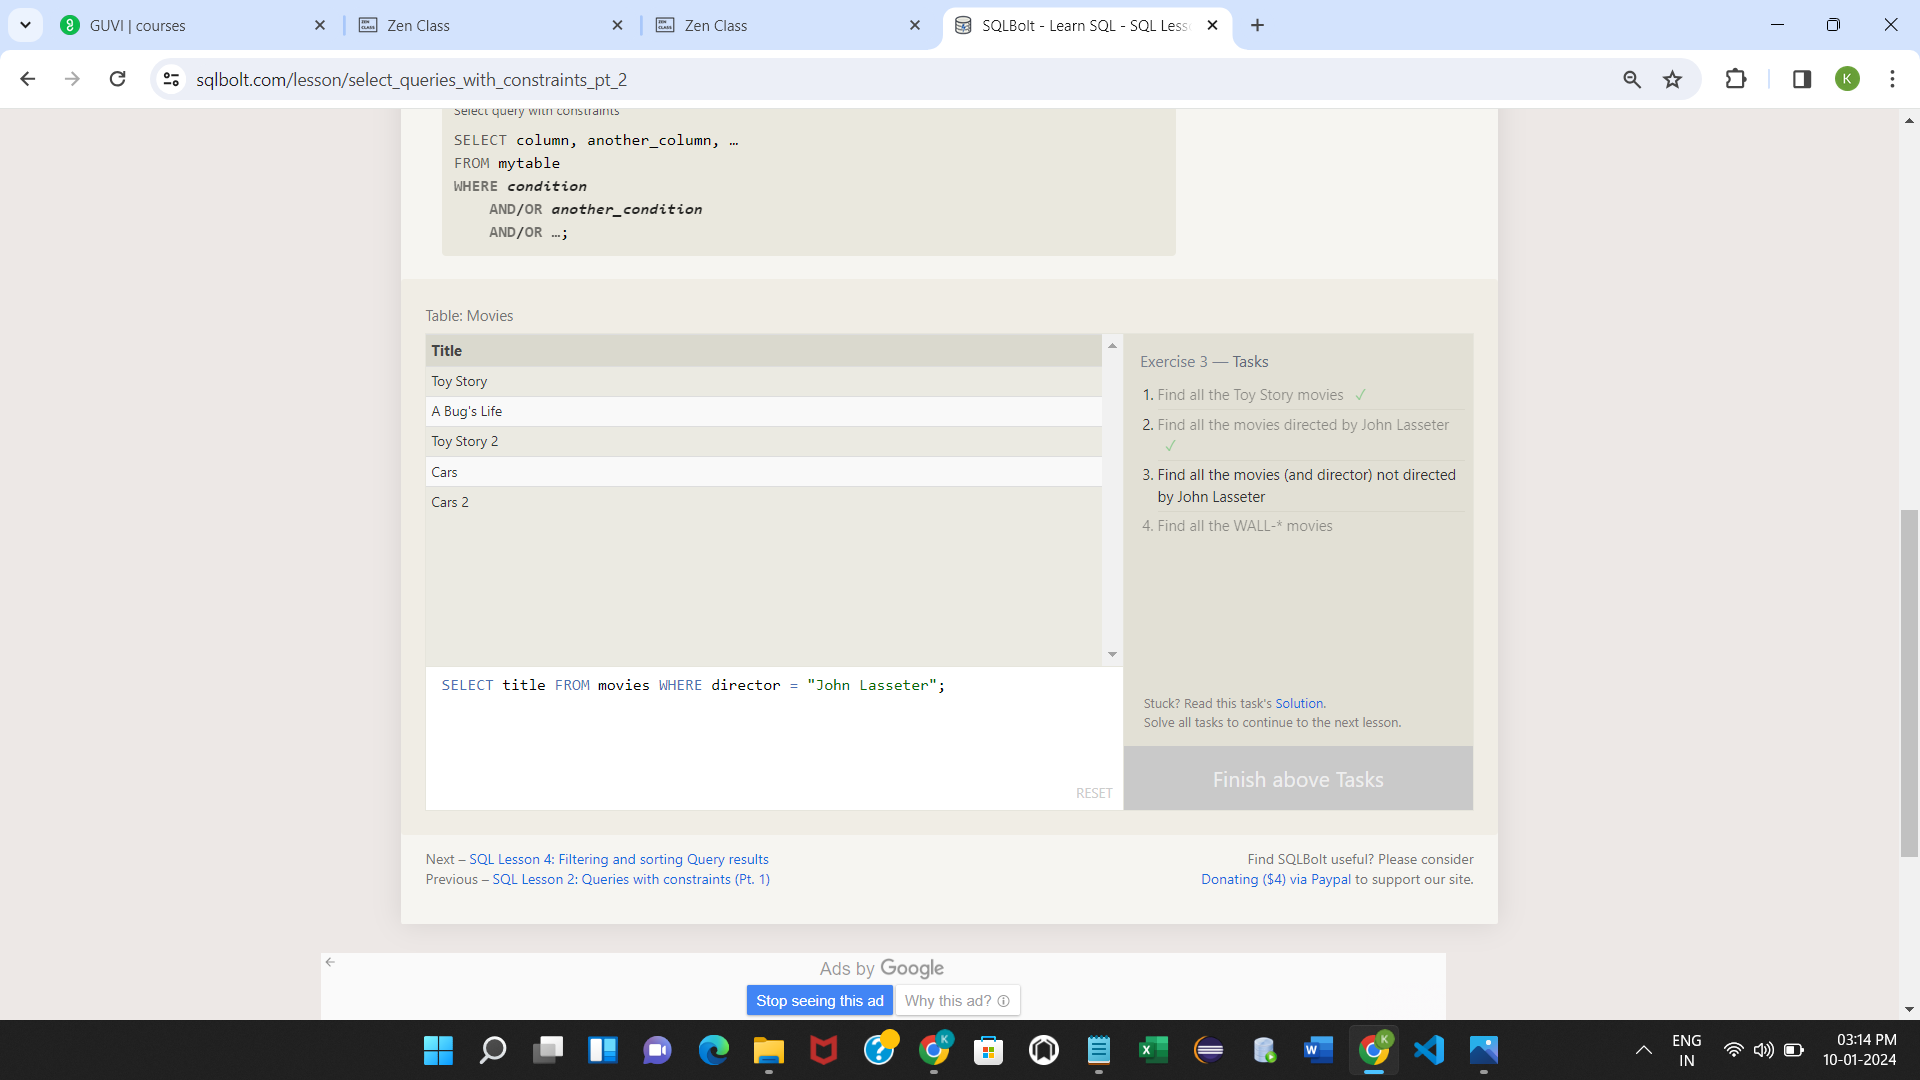 GUVI | courses
Zen Class
Zen Class
SQLBolt - Learn SQL - SQL Less
sqlbolt.com/lesson/select_queries_with_constraints_pt_2
K
Select query with constraints
SELECT column, another_column, …
FROM mytable
WHERE condition
AND/OR another_condition
AND/OR …;
Table: Movies
Title
Toy Story
A Bug's Life
Toy Story 2
Cars
Cars 2
SELECT title FROM movies WHERE director = "John Lasseter";
RESET
Exercise 3 — Tasks
1. Find all the Toy Story movies ✓
2. Find all the movies directed by John Lasseter
✓
3. Find all the movies (and director) not directed
by John Lasseter
4. Find all the WALL-* movies
Stuck? Read this task's Solution.
Solve all tasks to continue to the next lesson.
Finish above Tasks
Next – SQL Lesson 4: Filtering and sorting Query results
Previous – SQL Lesson 2: Queries with constraints (Pt. 1)
Find SQLBolt useful? Please consider
Donating ($4) via Paypal to support our site.
Ads by Google
Stop seeing this ad
Why this ad?
ENG
IN
03:14 PM
10-01-2024